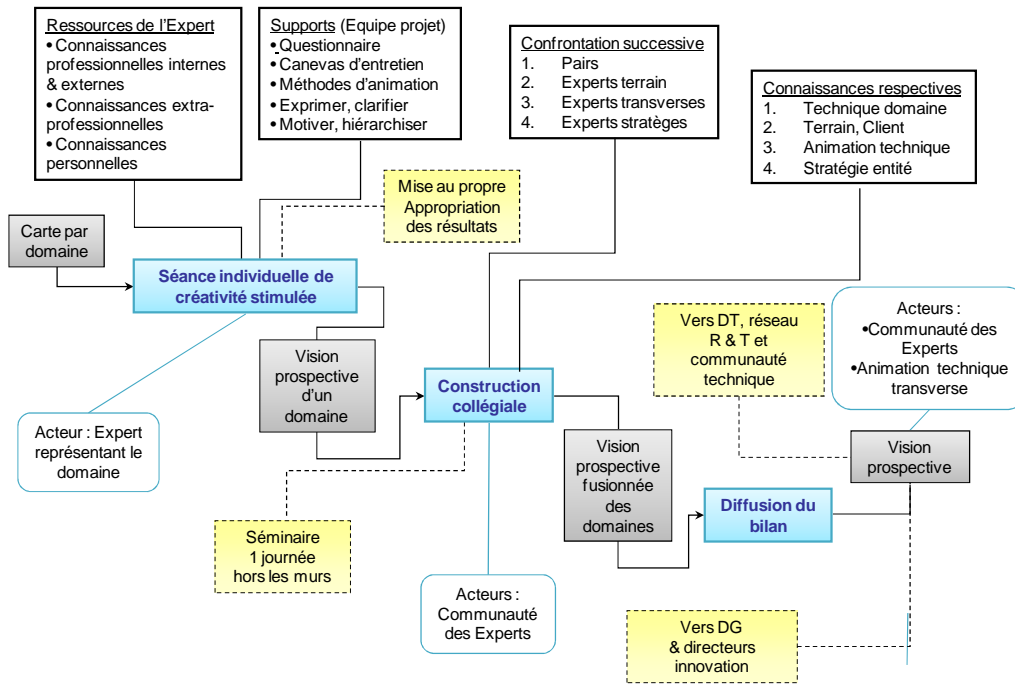 Ressources de l'Expert
• Connaissances
professionnelles internes
& externes
• Connaissances extra-
professionnelles
• Connaissances
personnelles
Supports (Equipe projet)
• Questionnaire
• Canevas d'entretien
• Méthodes d'animation
• Exprimer, clarifier
• Motiver, hiérarchiser
Confrontation successive
1. Pairs
2. Experts terrain
3. Experts transverses
4. Experts stratèges
Connaissances respectives
1. Technique domaine
2. Terrain, Client
3. Animation technique
4. Stratégie entité
Mise au propre
Appropriation
des résultats
Carte par
domaine
Séance individuelle de
créativité stimulée
Vision
prospective
d'un
domaine
Acteur : Expert
représentant le
domaine
Construction
collégiale
Vers DT, réseau
R & T et
communauté
technique
Acteurs :
•Communauté des
Experts
•Animation technique
transverse
Vision
prospective
fusionnée
des
domaines
Vision
prospective
Diffusion du
bilan
Séminaire
1 journée
hors les murs
Acteurs :
Communauté
des Experts
Vers DG
& directeurs
innovation